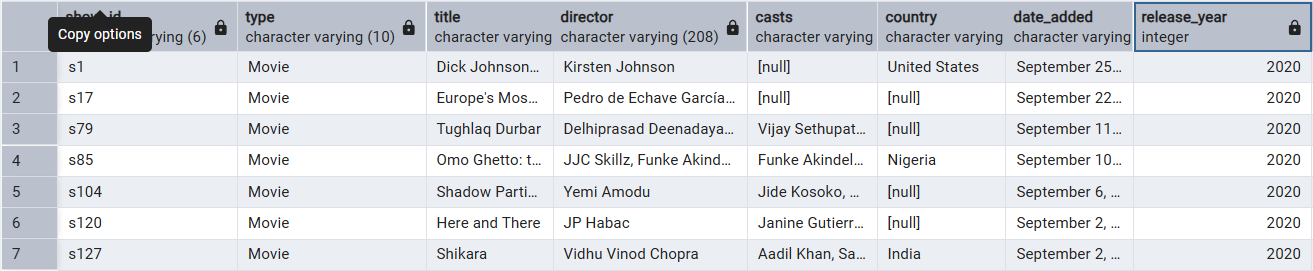 show_id type title director casts country date_added release_year
Copy options
varying (6) character varying (10) character varying character varying (208) character varying character varying character varying integer
1 s1 Movie Dick Johnson... Kirsten Johnson [null] United States September 25... 2020
2 s17 Movie Europe's Mos... Pedro de Echave García... [null] [null] September 22... 2020
3 s79 Movie Tughlaq Durbar Delhiprasad Deenadaya... Vijay Sethupat... [null] September 11... 2020
4 s85 Movie Omo Ghetto: t... JJC Skillz, Funke Akind... Funke Akindel... Nigeria September 10... 2020
5 s104 Movie Shadow Parti... Yemi Amodu Jide Kosoko, ... [null] September 6, ... 2020
6 s120 Movie Here and There JP Habac Janine Gutierr... [null] September 2, ... 2020
7 s127 Movie Shikara Vidhu Vinod Chopra Aadil Khan, Sa... India September 2, ... 2020